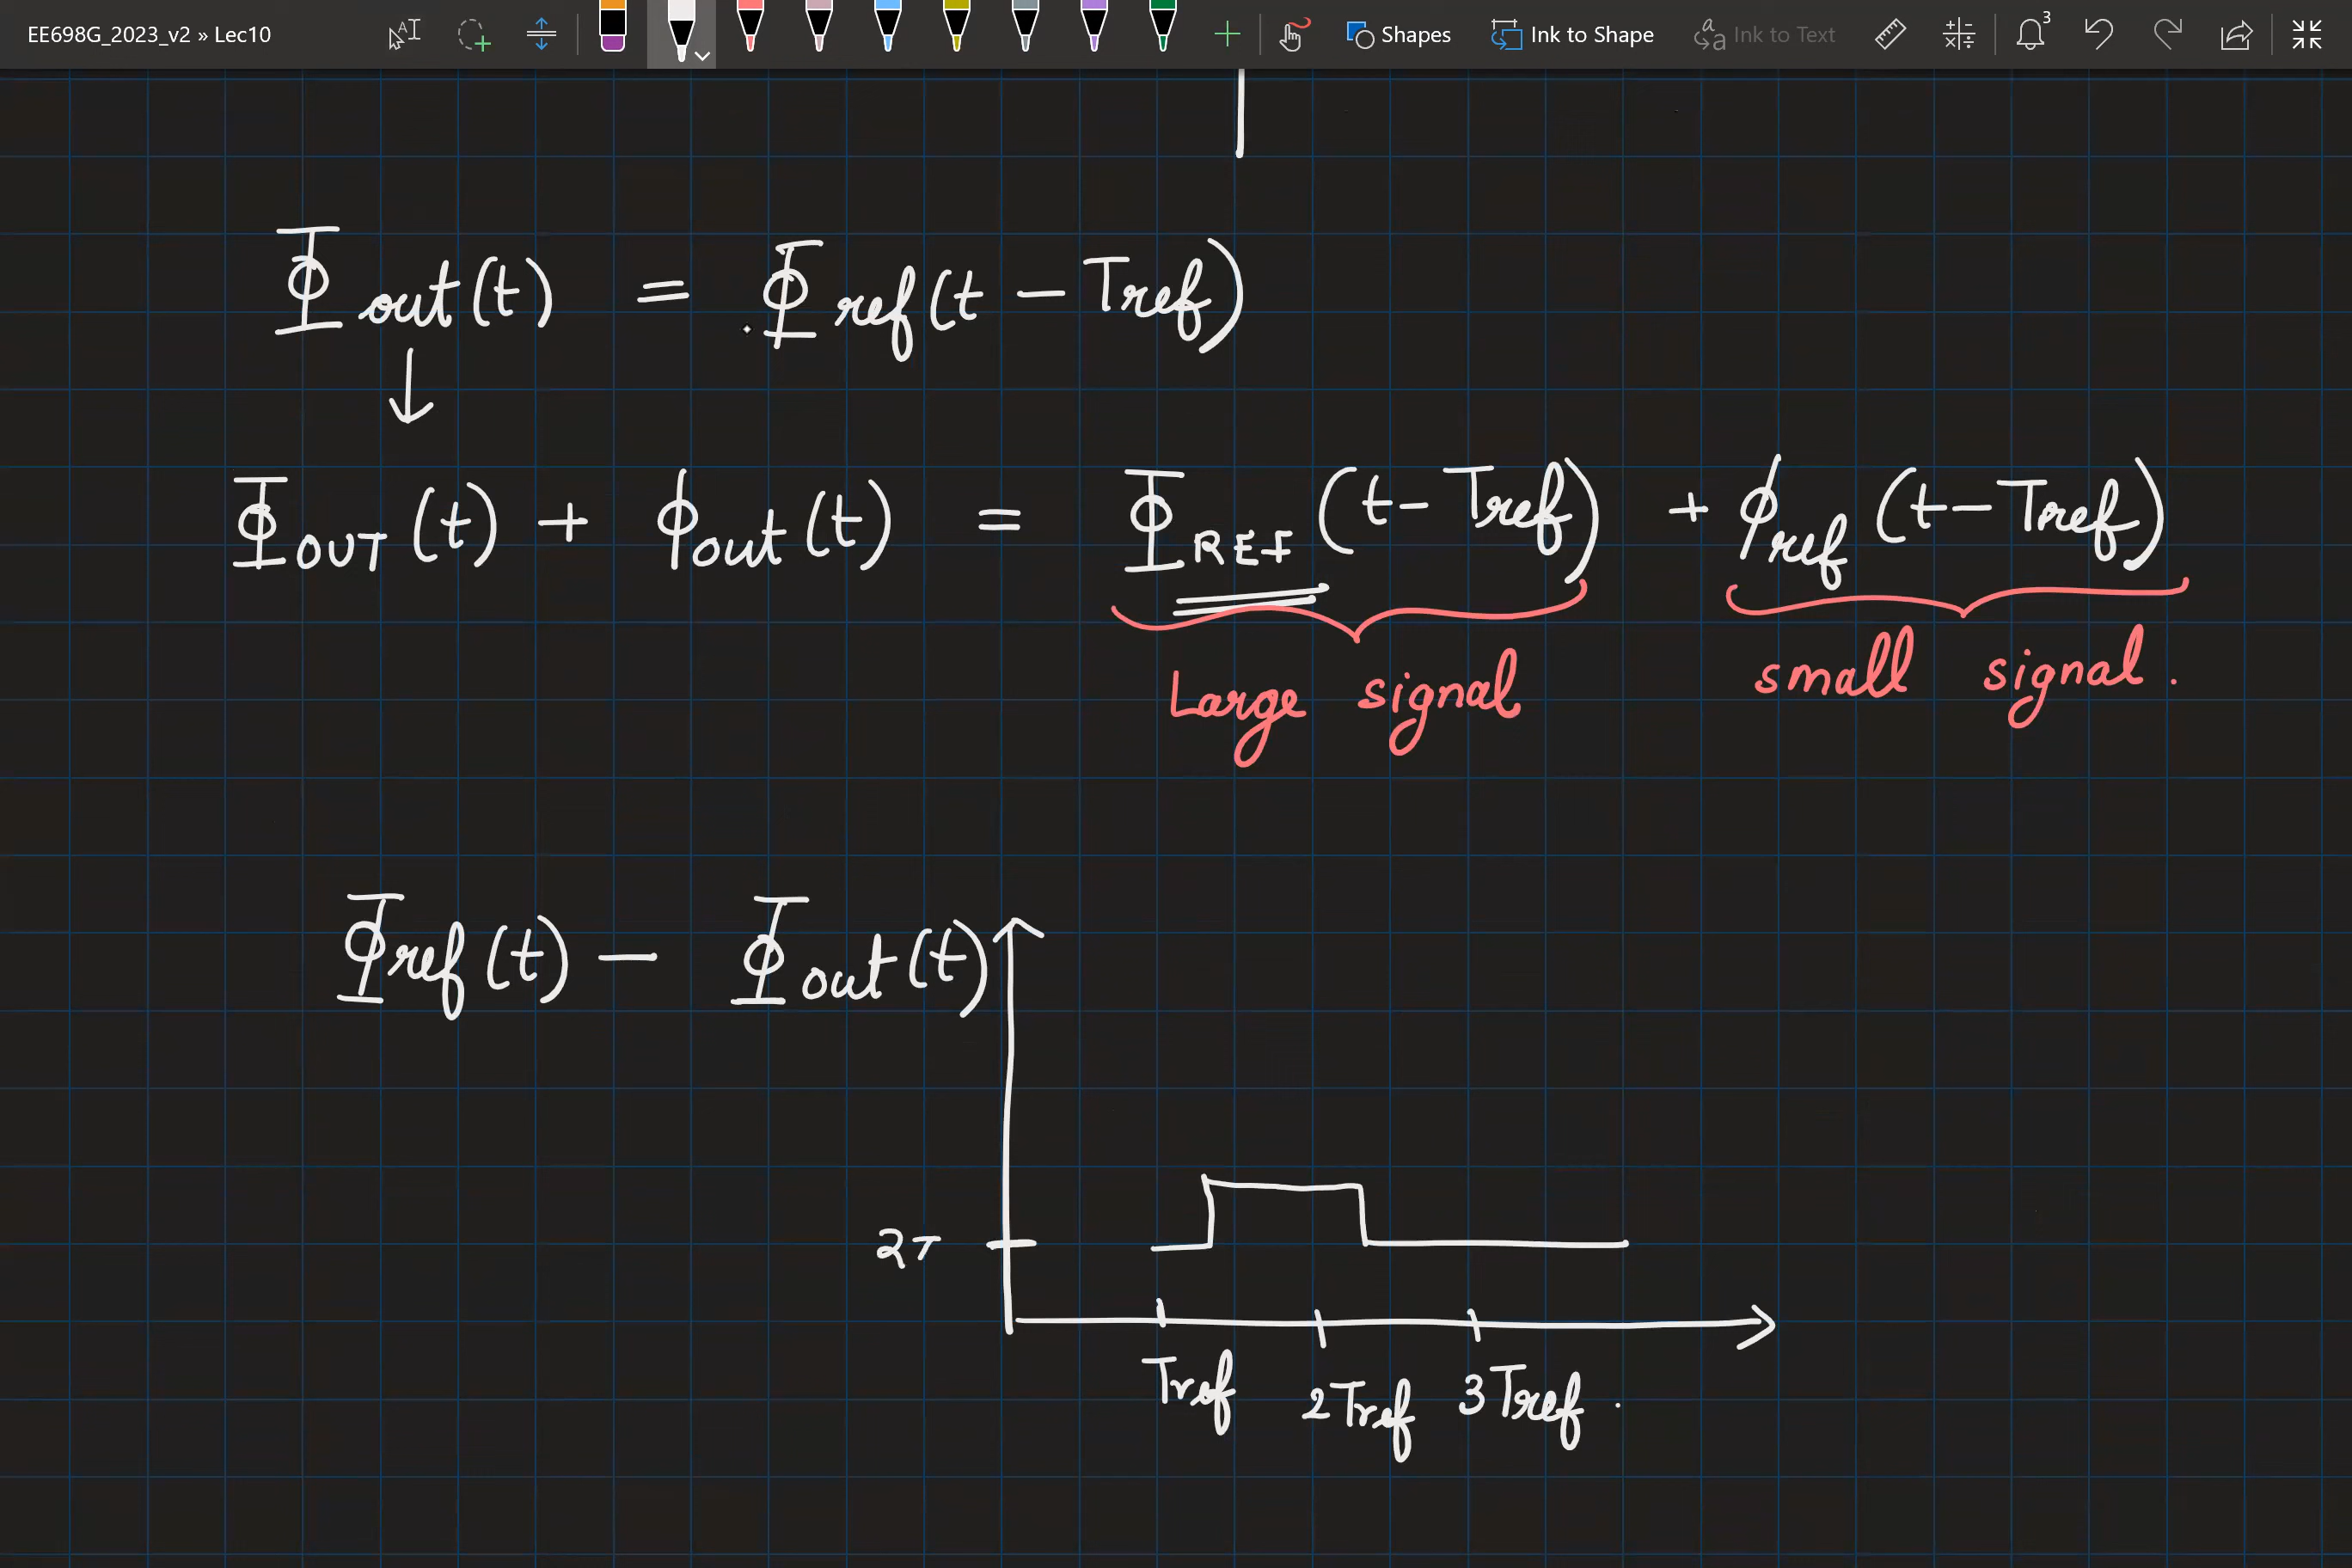 EE698G_2023_v2 » Lec10 Shapes Ink to Shape Ink to Text 3
Φout(t) = Φref(t − Tref)
ΦOUT(t) + ϕout(t) = ΦREF(t − Tref) + ϕref(t − Tref)
Large signal small signal.
Φref(t) − Φout(t)
2π
Tref 2Tref 3Tref.